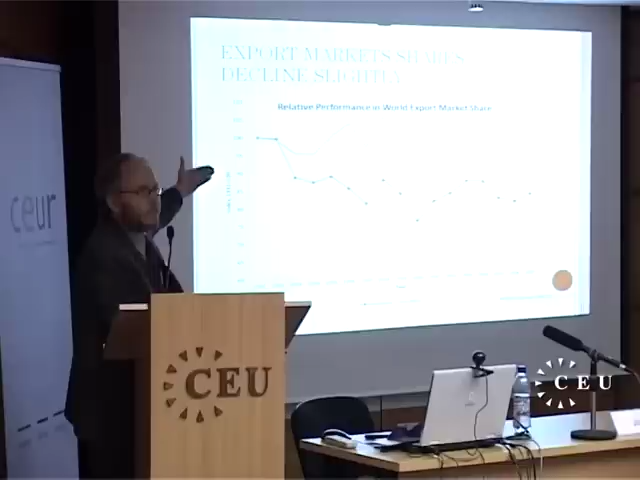 EXPORT MARKETS SHARES
DECLINE SLIGHTLY
Relative Performance in World Export Market Share
ceur
CEU
CEU